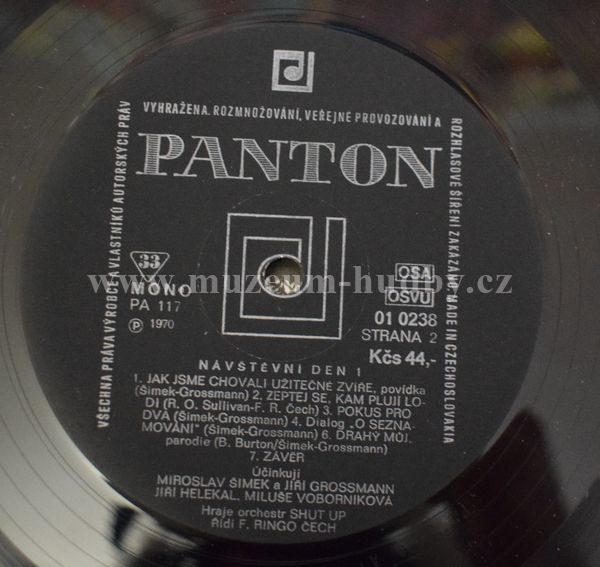 VŠECHNA PRÁVA VÝROBCE A VLASTNÍKŮ AUTORSKÝCH PRÁV
VYHRAŽENA. ROZMNOŽOVÁNÍ, VEŘEJNÉ PROVOZOVÁNÍ A
ROZHLASOVÉ ŠÍŘENÍ ZAKÁZÁNO MADE IN CZECHOSLOVAKIA
PANTON
33
MONO
PA 117
Ⓟ 1970
OSA
OSVU
01 0238
STRANA 2
Kčs 44,-
www.muzeum-hudby.cz
NÁVŠTĚVNÍ DEN 1
1. JAK JSME CHOVALI UŽITEČNÉ ZVÍŘE, povídka
(Šimek-Grossmann) 2. ZEPTEJ SE, KAM PLUJÍ LO-
DÍ (R. O. Sullivan-F. R. Čech) 3. POKUS PRO
DVA (Šimek-Grossmann) 4. Dialog „O SEZNA-
MOVÁNÍ" (Šimek-Grossmann) 6. DRAHÝ MŮJ,
parodie (B. Burton/Šimek-Grossmann)
7. ZÁVĚR
Účinkují
MIROSLAV ŠIMEK a JIŘÍ GROSSMANN
JIŘÍ HELEKAL, MILUŠE VOBORNÍKOVÁ
Hraje orchestr SHUT UP
Řídí F. RINGO ČECH